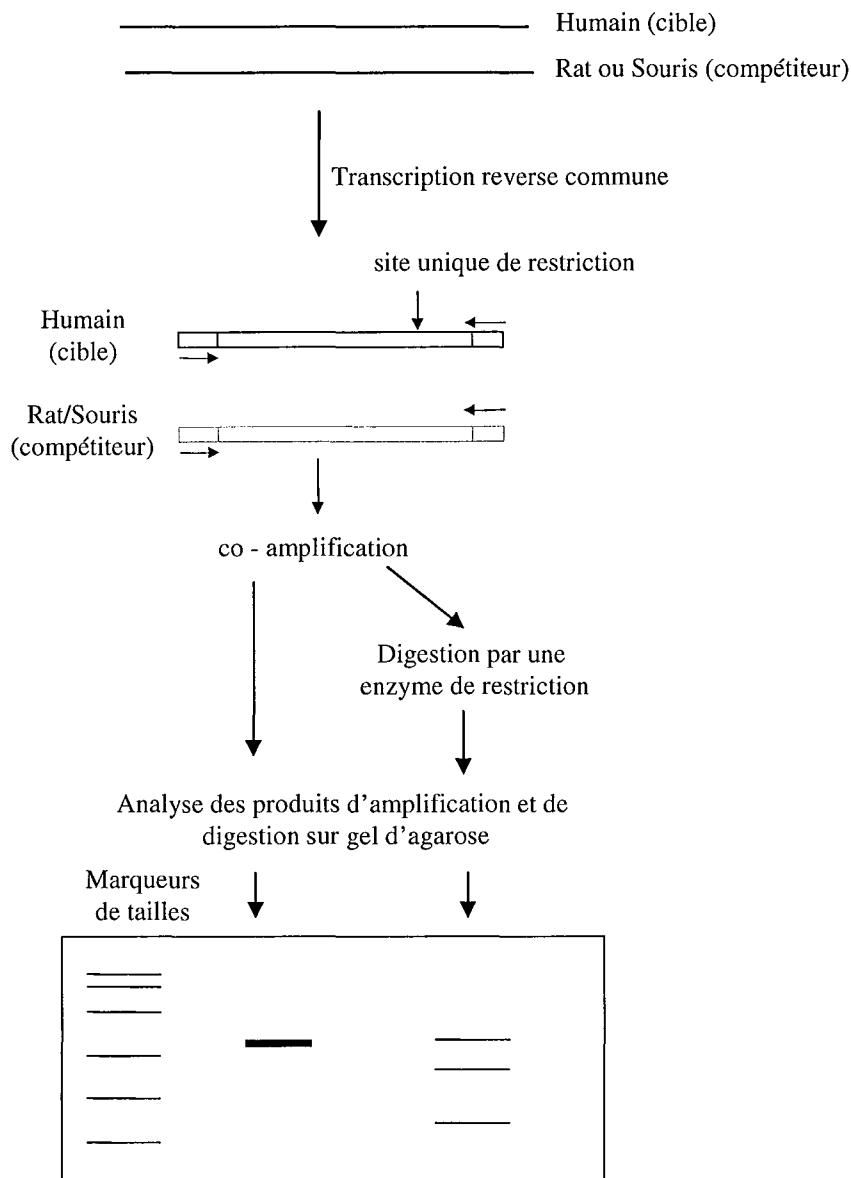 Humain (cible)
Rat ou Souris (compétiteur)
Transcription reverse commune
site unique de restriction
Humain
(cible)
Rat/Souris
(compétiteur)
co - amplification
Digestion par une
enzyme de restriction
Analyse des produits d'amplification et de
digestion sur gel d'agarose
Marqueurs
de tailles